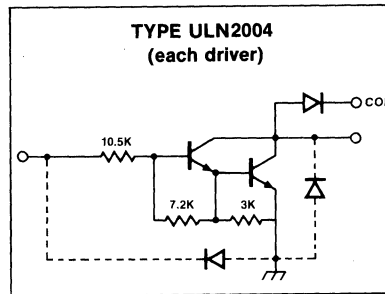 TYPE ULN2004
(each driver)
COM
10.5K
7.2K
3K